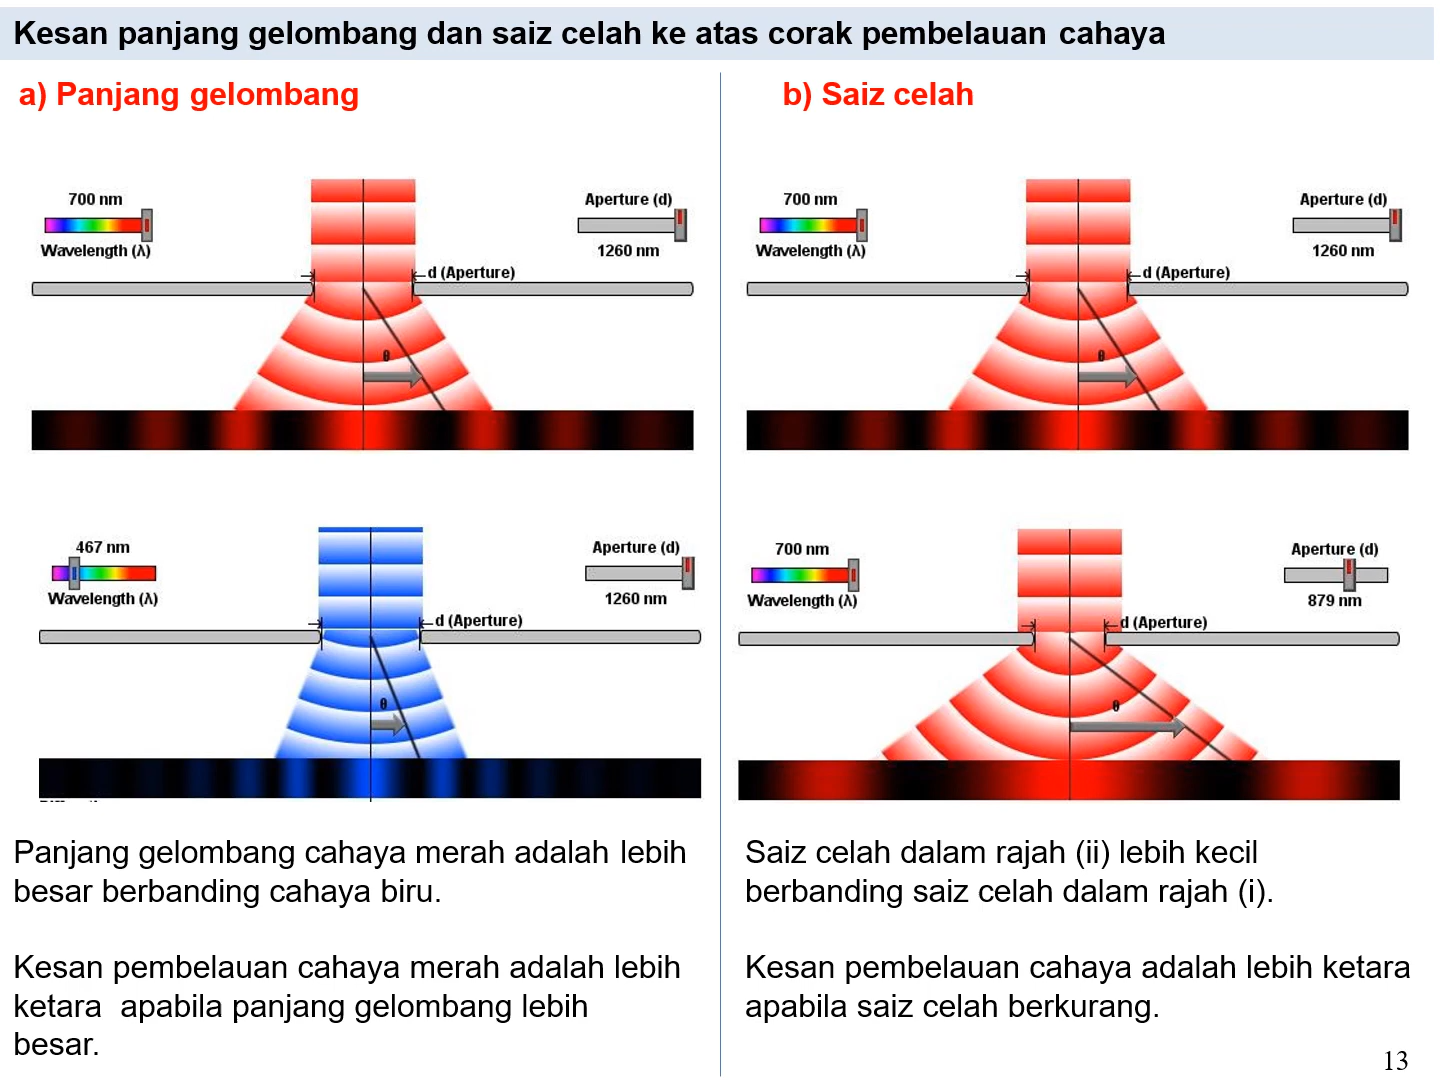 Kesan panjang gelombang dan saiz celah ke atas corak pembelauan cahaya
a) Panjang gelombang
700 nm
Wavelength (λ)
Aperture (d)
1260 nm
d (Aperture)
θ
467 nm
Wavelength (λ)
Aperture (d)
1260 nm
d (Aperture)
θ
Panjang gelombang cahaya merah adalah lebih
besar berbanding cahaya biru.
Kesan pembelauan cahaya merah adalah lebih
ketara apabila panjang gelombang lebih
besar.
b) Saiz celah
700 nm
Wavelength (λ)
Aperture (d)
1260 nm
d (Aperture)
θ
700 nm
Wavelength (λ)
Aperture (d)
879 nm
d (Aperture)
θ
Saiz celah dalam rajah (ii) lebih kecil
berbanding saiz celah dalam rajah (i).
Kesan pembelauan cahaya adalah lebih ketara
apabila saiz celah berkurang.
13